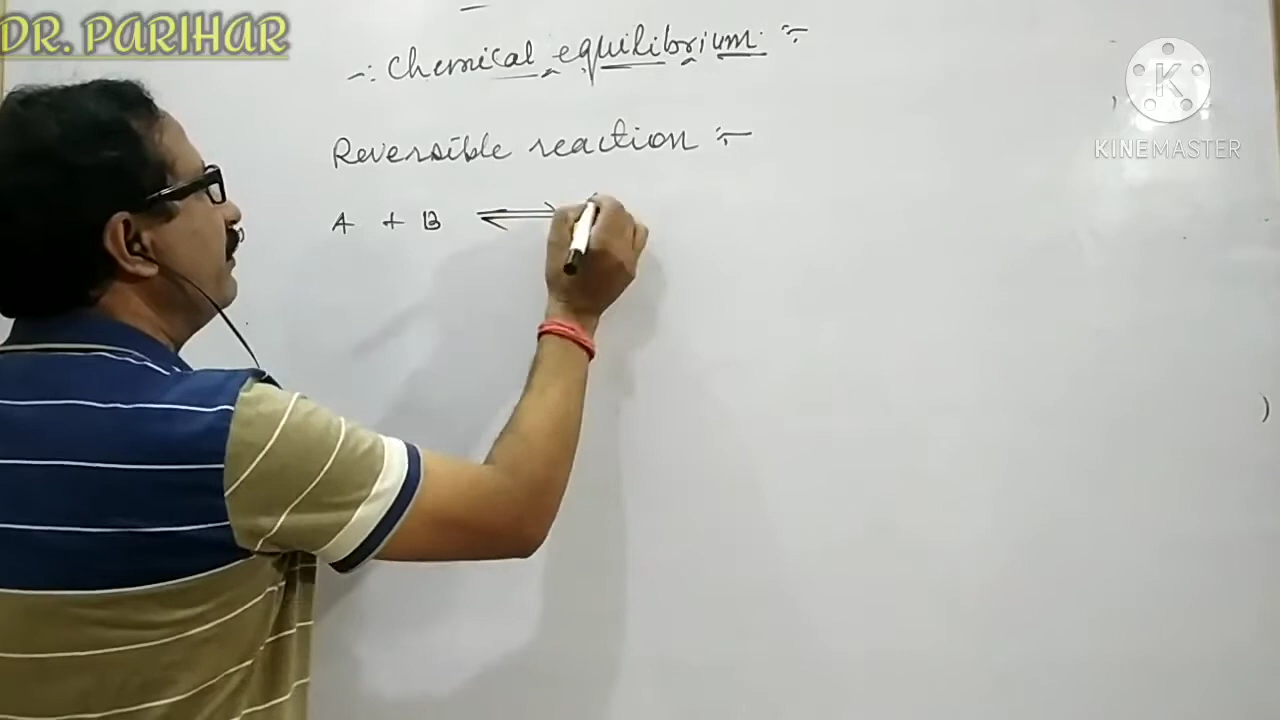 DR. PARIHAR
-: Chemical equilibrium :-
K
KINEMASTER
Reversible reaction :-
A + B ⇌